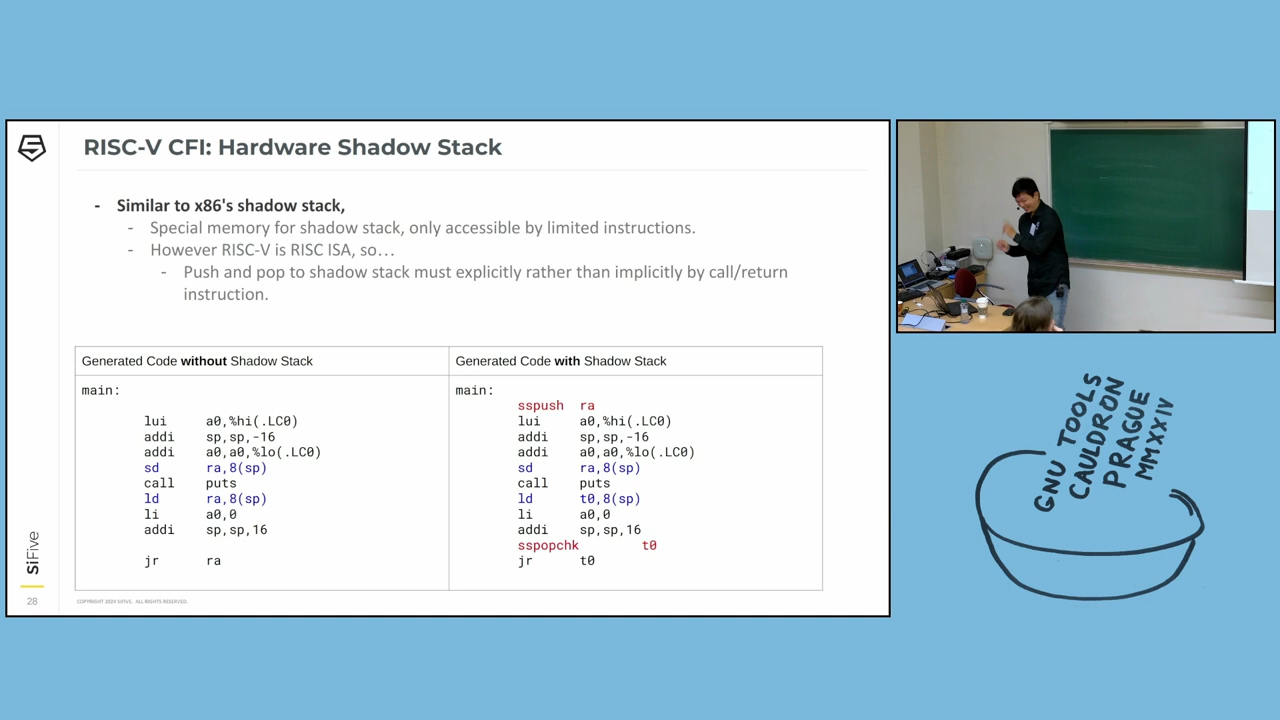 RISC-V CFI: Hardware Shadow Stack
- Similar to x86's shadow stack,
- Special memory for shadow stack, only accessible by limited instructions.
- However RISC-V is RISC ISA, so…
- Push and pop to shadow stack must explicitly rather than implicitly by call/return
instruction.
Generated Code without Shadow Stack
main:
lui a0,%hi(.LC0)
addi sp,sp,-16
addi a0,a0,%lo(.LC0)
sd ra,8(sp)
call puts
ld ra,8(sp)
li a0,0
addi sp,sp,16
jr ra
Generated Code with Shadow Stack
main:
sspush ra
lui a0,%hi(.LC0)
addi sp,sp,-16
addi a0,a0,%lo(.LC0)
sd ra,8(sp)
call puts
ld t0,8(sp)
li a0,0
addi sp,sp,16
sspopchk t0
jr t0
SiFive
28
COPYRIGHT 2024 SIFIVE. ALL RIGHTS RESERVED.
GNU TOOLS
CAULDRON
PRAGUE
MMXXIV